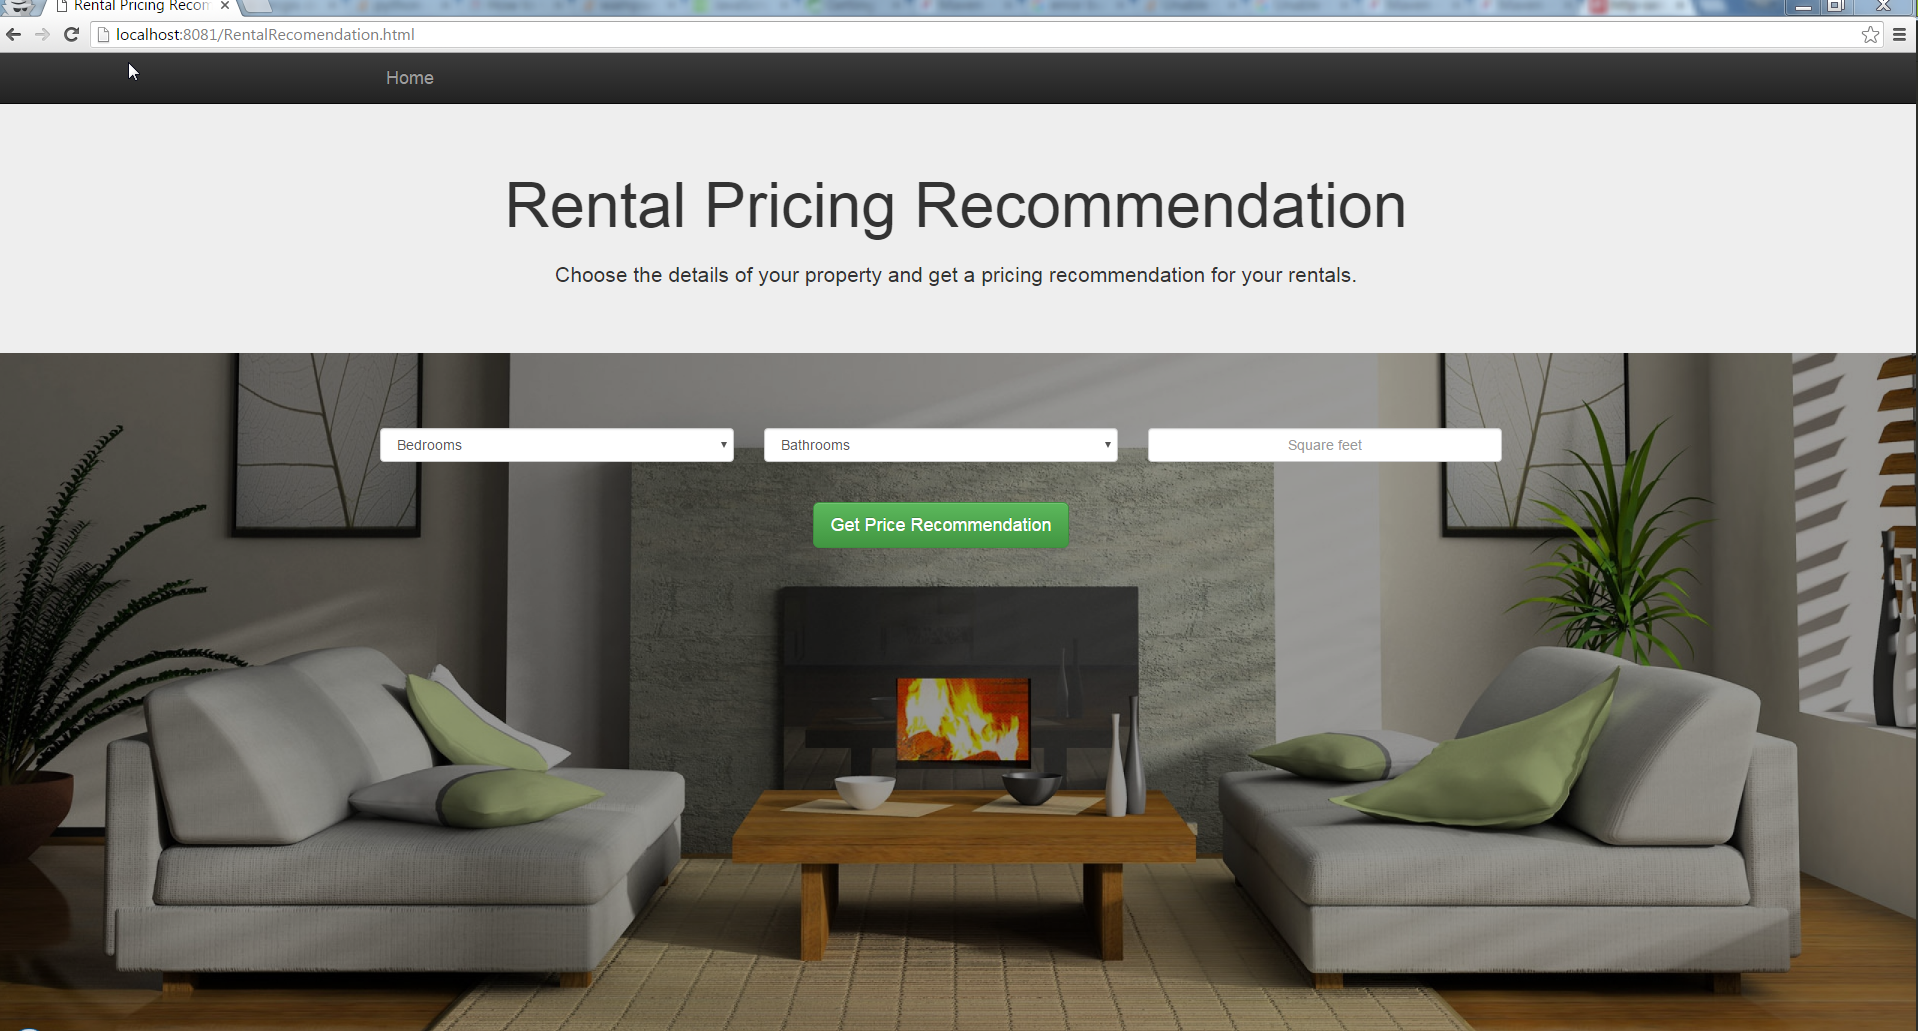 Rental Pricing Recom
localhost:8081/RentalRecomendation.html
Home
Rental Pricing Recommendation
Choose the details of your property and get a pricing recommendation for your rentals.
Bedrooms
Bathrooms
Square feet
Get Price Recommendation